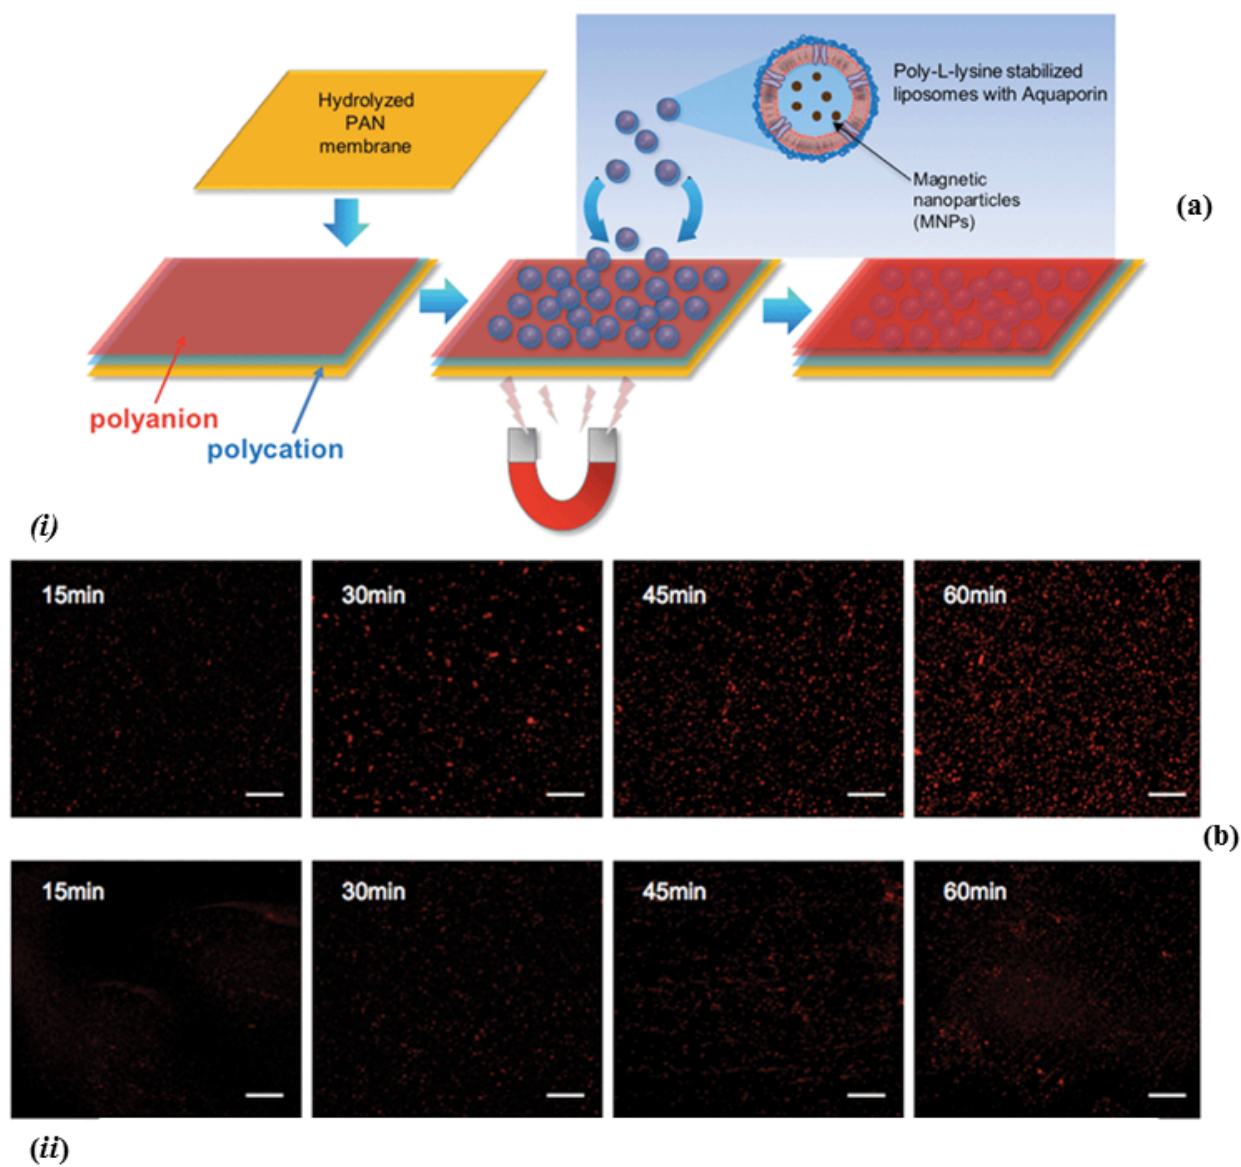 Hydrolyzed
PAN
membrane
Poly-L-lysine stabilized
liposomes with Aquaporin
Magnetic
nanoparticles
(MNPs)
(a)
polyanion
polycation
(i)
15min
30min
45min
60min
(b)
15min
30min
45min
60min
(ii)